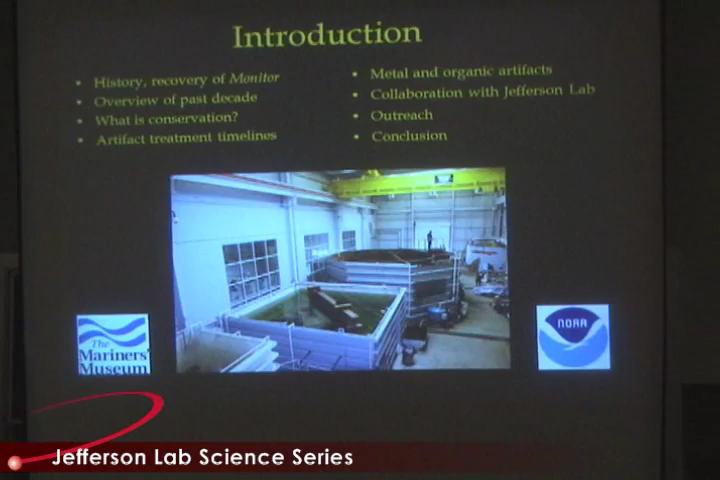 Introduction
• History, recovery of Monitor
• Overview of past decade
• What is conservation?
• Artifact treatment timelines
• Metal and organic artifacts
• Collaboration with Jefferson Lab
• Outreach
• Conclusion
The
Mariners'
Museum
NOAA
Jefferson Lab Science Series